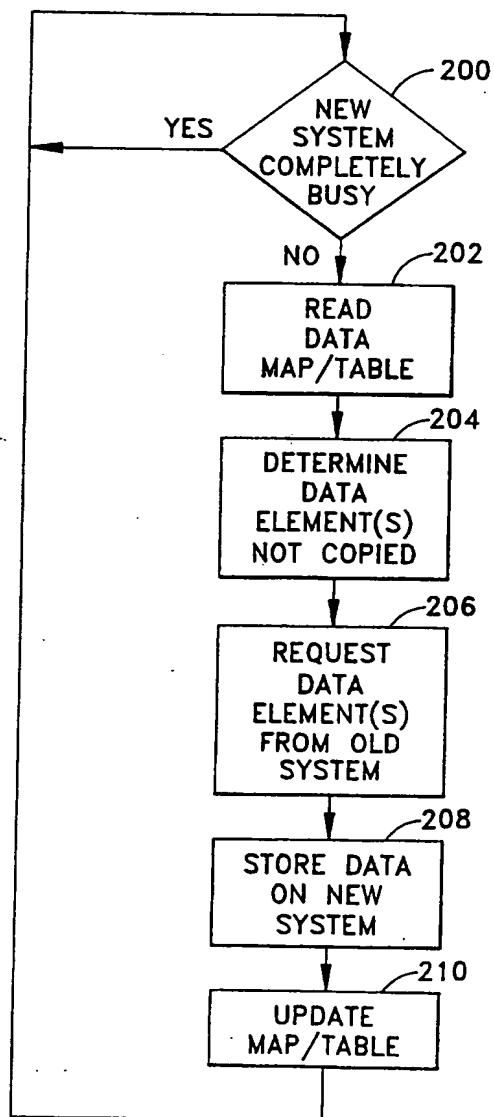 200
NEW
SYSTEM
COMPLETELY
BUSY
YES
NO
202
READ
DATA
MAP/TABLE
204
DETERMINE
DATA
ELEMENT(S)
NOT COPIED
206
REQUEST
DATA
ELEMENT(S)
FROM OLD
SYSTEM
208
STORE DATA
ON NEW
SYSTEM
210
UPDATE
MAP/TABLE